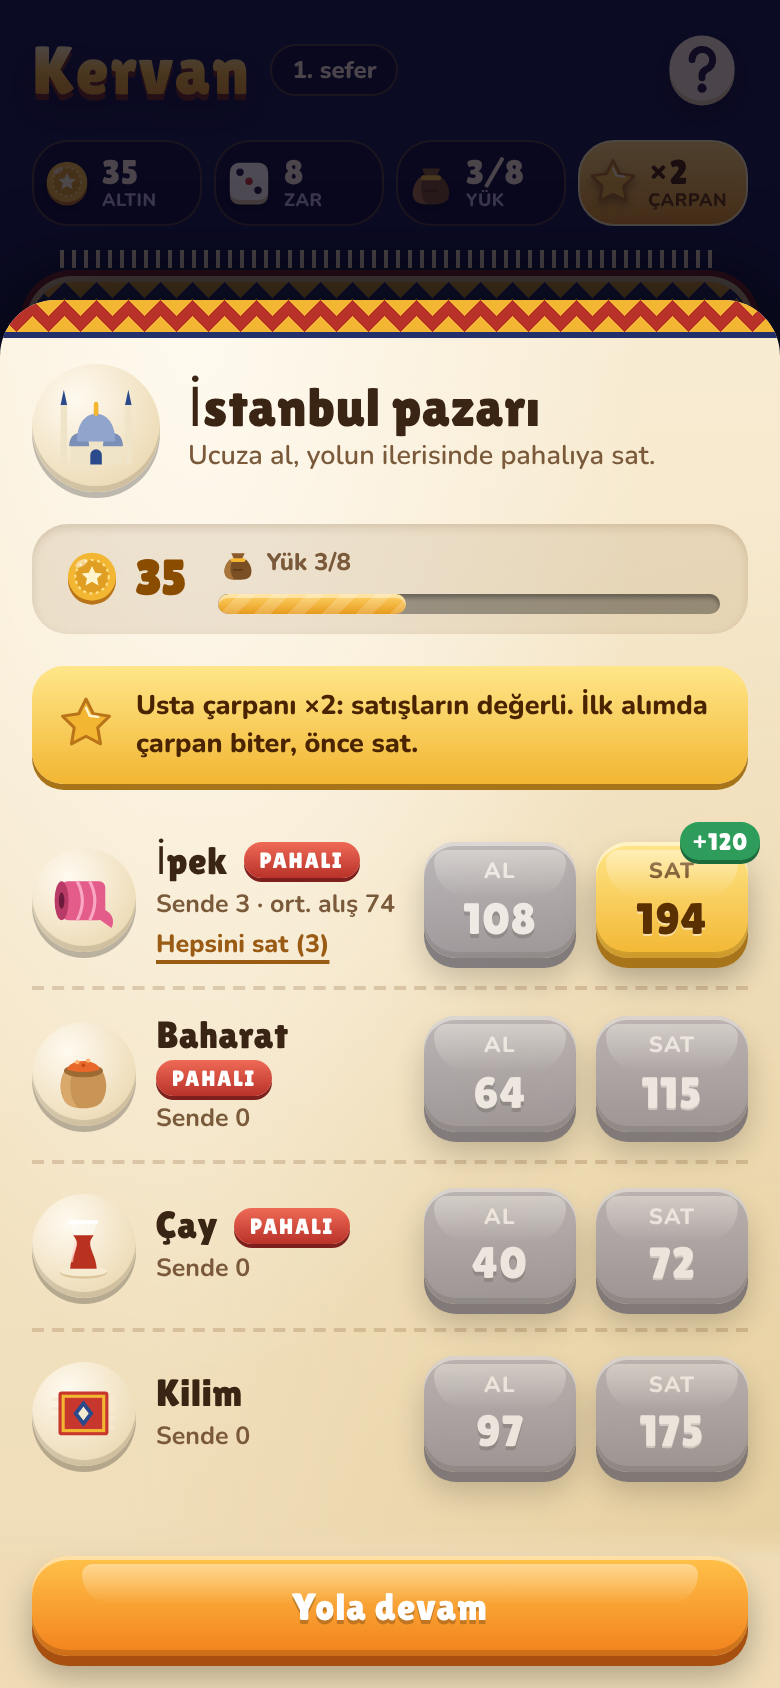 Kervan
1. sefer
?
35
ALTIN
8
ZAR
3/8
YÜK
×2
ÇARPAN
İstanbul pazarı
Ucuza al, yolun ilerisinde pahalıya sat.
35
Yük 3/8
Usta çarpanı ×2: satışların değerli. İlk alımda
çarpan biter, önce sat.
İpek PAHALI
Sende 3 · ort. alış 74
Hepsini sat (3)
AL
108
+120
SAT
194
Baharat
PAHALI
Sende 0
AL
64
SAT
115
Çay PAHALI
Sende 0
AL
40
SAT
72
Kilim
Sende 0
AL
97
SAT
175
Yola devam